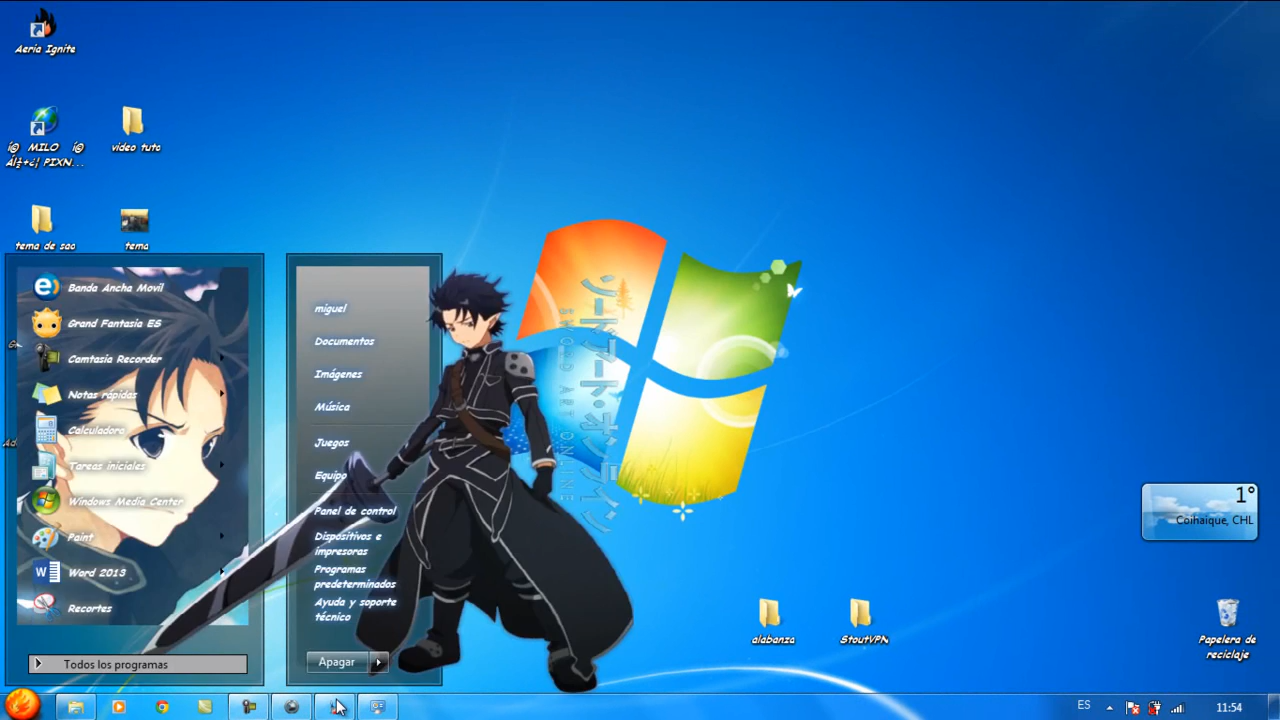 Aeria Ignite
MILO
PIXN...
video tuto
tema de sao
tema
Banda Ancha Movil
Grand Fantasia ES
Camtasia Recorder
Notas rápidas
Calculadora
Tareas iniciales
Windows Media Center
Paint
Word 2013
Recortes
Todos los programas
miguel
Documentos
Imágenes
Música
Juegos
Equipo
Panel de control
Dispositivos e
impresoras
Programas
predeterminados
Ayuda y soporte
técnico
Apagar
ソードアート・オンライン
SWORD ART ONLINE
1°
Coihaique, CHL
alabanza
StoutVPN
Papelera de
reciclaje
ES
11:54